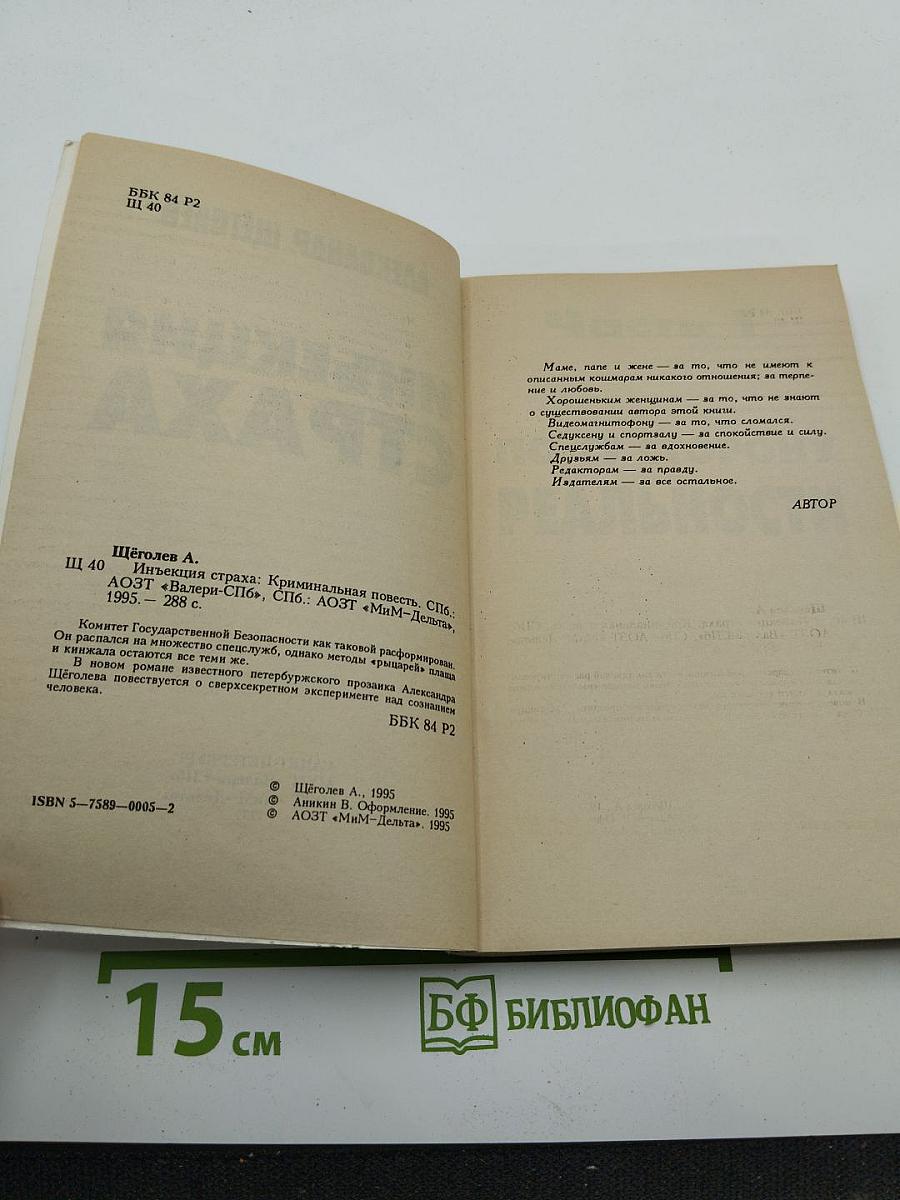 ББК 84 Р2
Щ 40
Щёголев А.
Щ 40 Инъекция страха: Криминальная повесть. СПб.:
АОЗТ «Валери-СПб», СПб.: АОЗТ «МиМ–Дельта»,
1995.– 288 с.
Комитет Государственной Безопасности как таковой расформирован.
Он распался на множество спецслужб, однако методы «рыцарей» плаща
и кинжала остаются все теми же.
В новом романе известного петербуржского прозаика Александра
Щёголева повествуется о сверхсекретном эксперименте над сознанием
человека.
ББК 84 Р2
ISBN 5–7589–0005–2
© Щёголев А., 1995
© Аникин В. Оформление. 1995
© АОЗТ «МиМ–Дельта». 1995
Маме, папе и жене — за то, что не имеют к
описанным кошмарам никакого отношения; за терпе-
ние и любовь.
Хорошеньким женщинам — за то, что не знают
о существовании автора этой книги.
Видеомагнитофону — за то, что сломался.
Седуксену и спортзалу — за спокойствие и силу.
Спецслужбам — за вдохновение.
Друзьям — за ложь.
Редакторам — за правду.
Издателям — за все остальное.
АВТОР
15 см
БФ БИБЛИОФАН